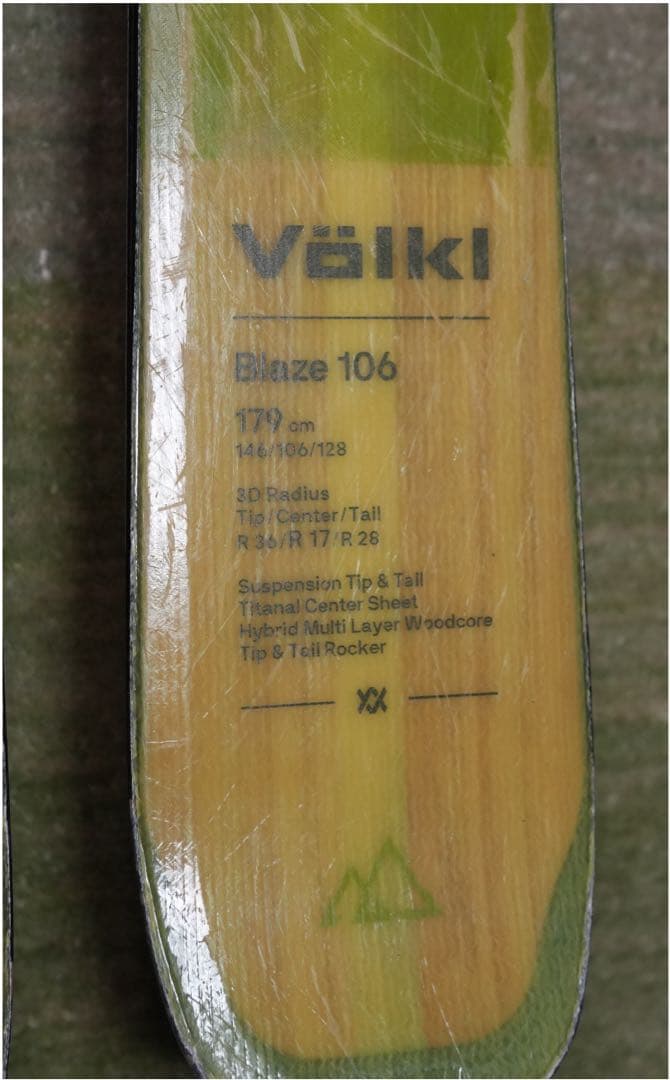 Völkl
Blaze 106
179 cm
146/106/128
3D Radius
Tip/Center/Tail
R 36/R 17/R 28
Suspension Tip & Tail
Titanal Center Sheet
Hybrid Multi Layer Woodcore
Tip & Tail Rocker